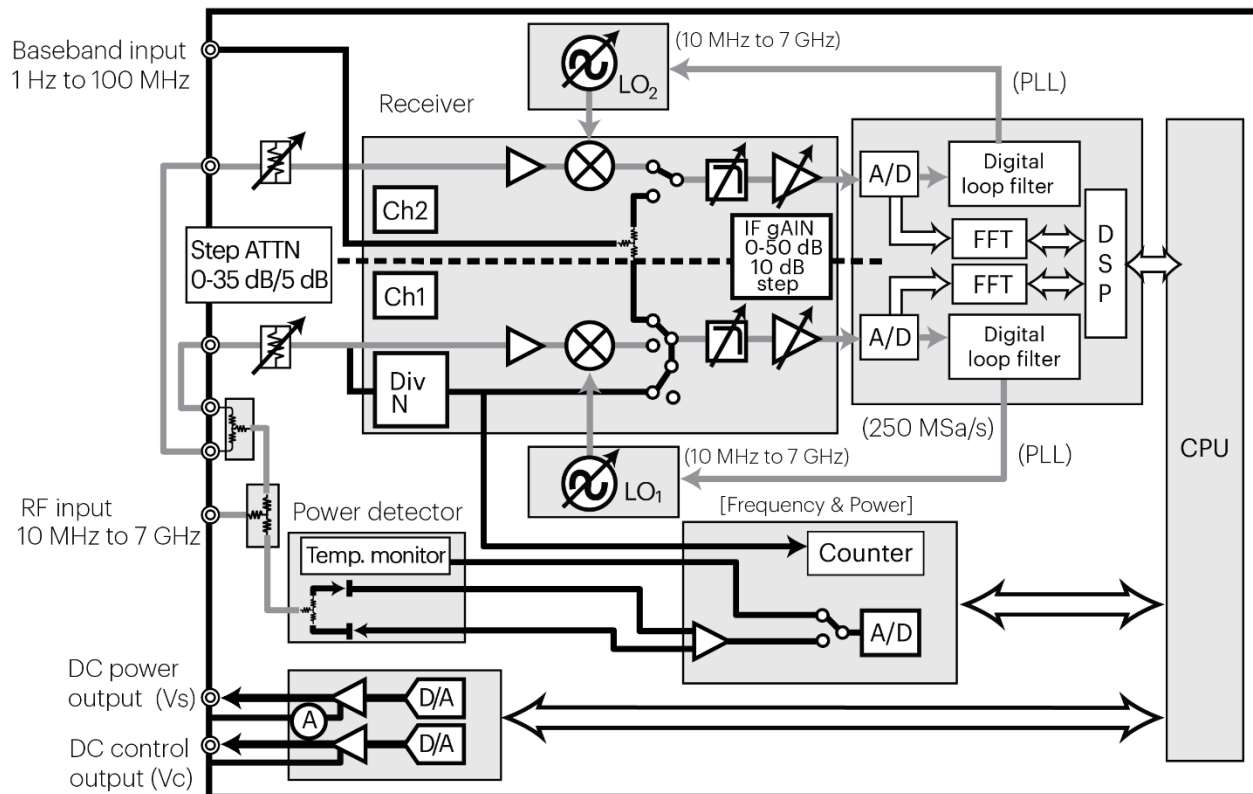 Baseband input
1 Hz to 100 MHz
(10 MHz to 7 GHz)
LO₂
(PLL)
Receiver
Ch2
Step ATTN
0-35 dB/5 dB
Ch1
IF gAIN
0-50 dB
10 dB
step
A/D
Digital
loop filter
FFT
FFT
D
S
P
A/D
Digital
loop filter
Div
N
(250 MSa/s)
(10 MHz to 7 GHz)
LO₁
(PLL)
CPU
RF input
10 MHz to 7 GHz
Power detector
Temp. monitor
[Frequency & Power]
Counter
A/D
DC power
output (Vs)
A
D/A
DC control
output (Vc)
D/A